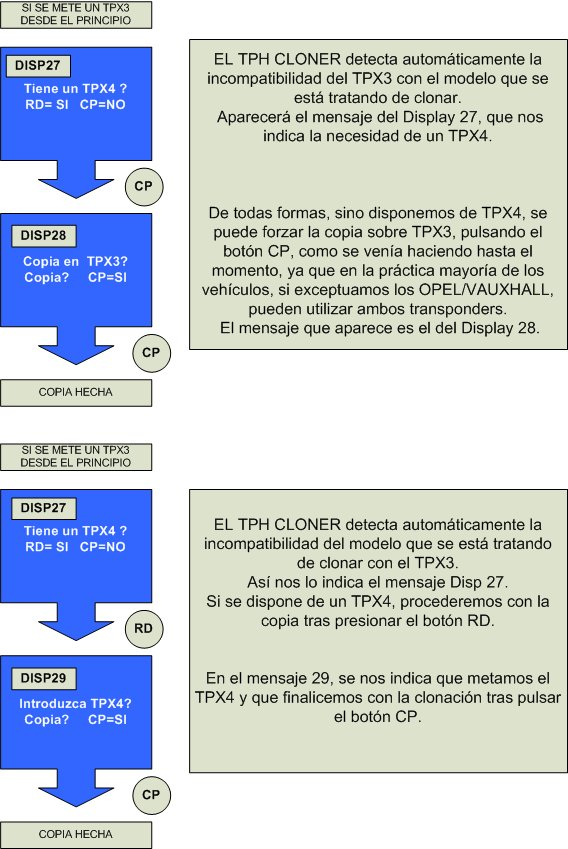 SI SE METE UN TPX3
DESDE EL PRINCIPIO
DISP27
Tiene un TPX4 ?
RD= SI CP=NO
CP
DISP28
Copia en TPX3?
Copia? CP=SI
CP
COPIA HECHA
EL TPH CLONER detecta automáticamente la
incompatibilidad del TPX3 con el modelo que se
está tratando de clonar.
Aparecerá el mensaje del Display 27, que nos
indica la necesidad de un TPX4.
De todas formas, sino disponemos de TPX4, se
puede forzar la copia sobre TPX3, pulsando el
botón CP, como se venía haciendo hasta el
momento, ya que en la práctica mayoría de los
vehículos, si exceptuamos los OPEL/VAUXHALL,
pueden utilizar ambos transponders.
El mensaje que aparece es el del Display 28.
SI SE METE UN TPX3
DESDE EL PRINCIPIO
DISP27
Tiene un TPX4 ?
RD= SI CP=NO
RD
DISP29
Introduzca TPX4?
Copia? CP=SI
CP
COPIA HECHA
EL TPH CLONER detecta automáticamente la
incompatibilidad del modelo que se está tratando
de clonar con el TPX3.
Así nos lo indica el mensaje Disp 27.
Si se dispone de un TPX4, procederemos con la
copia tras presionar el botón RD.
En el mensaje 29, se nos indica que metamos el
TPX4 y que finalicemos con la clonación tras pulsar
el botón CP.